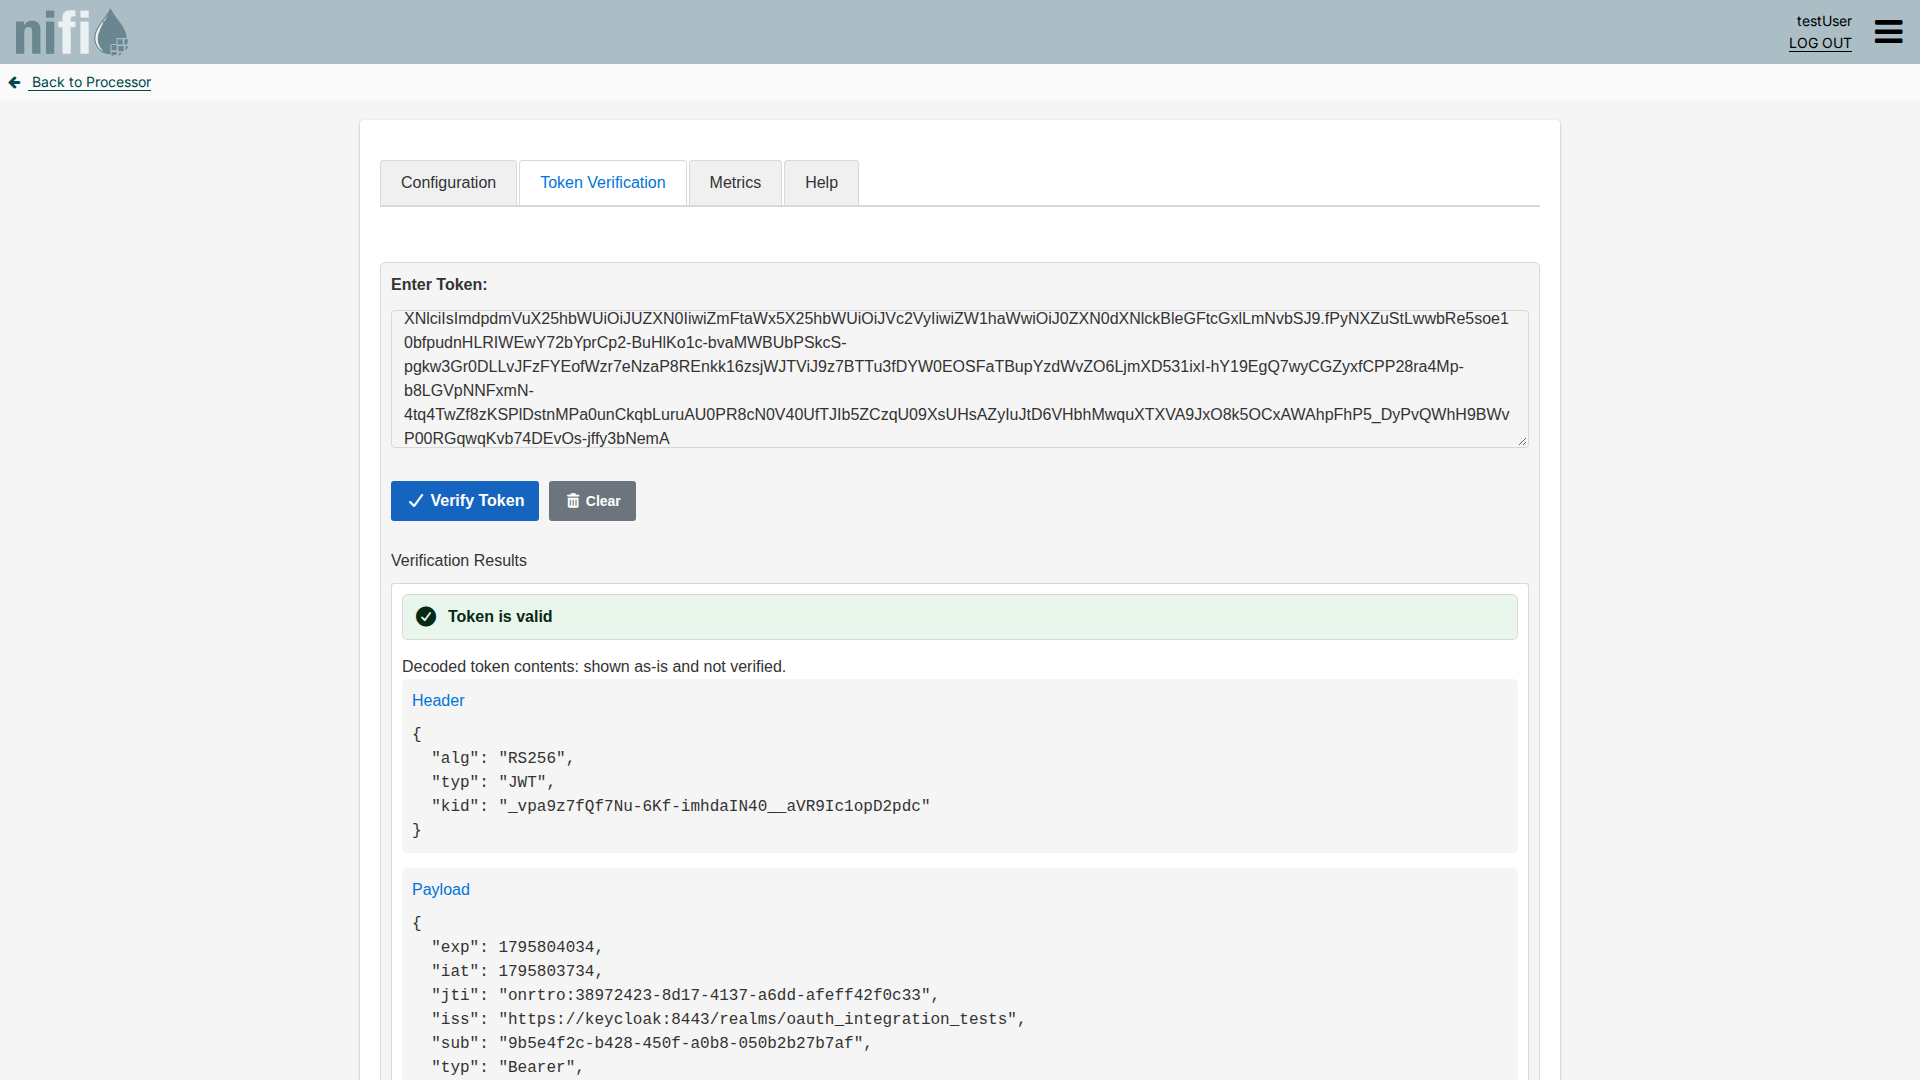 nifi
testUser
LOG OUT
Back to Processor
Configuration
Token Verification
Metrics
Help
Enter Token:
XNlciIsImdpdmVuX25hbWUiOiJUZXN0IiwiZmFtaWx5X25hbWUiOiJVc2VyIiwiZW1haWwiOiJ0ZXN0dXNlckBleGFtcGxlLmNvbSJ9.fPyNXZuStLwwbRe5soe1
0bfpudnHLRIWEwY72bYprCp2-BuHlKo1c-bvaMWBUbPSkcS-
pgkw3Gr0DLLvJFzFYEofWzr7eNzaP8REnkk16zsjWJTViJ9z7BTTu3fDYW0EOSFaTBupYzdWvZO6LjmXD531ixI-hY19EgQ7wyCGZyxfCPP28ra4Mp-
b8LGVpNNFxmN-
4tq4TwZf8zKSPlDstnMPa0unCkqbLuruAU0PR8cN0V40UfTJIb5ZCzqU09XsUHsAZyIuJtD6VHbhMwquXTXVA9JxO8k5OCxAWAhpFhP5_DyPvQWhH9BWv
P00RGqwqKvb74DEvOs-jffy3bNemA
Verify Token
Clear
Verification Results
Token is valid
Decoded token contents: shown as-is and not verified.
Header
{
"alg": "RS256",
"typ": "JWT",
"kid": "_vpa9z7fQf7Nu-6Kf-imhdaIN40__aVR9Ic1opD2pdc"
}
Payload
{
"exp": 1795804034,
"iat": 1795803734,
"jti": "onrtro:38972423-8d17-4137-a6dd-afeff42f0c33",
"iss": "https://keycloak:8443/realms/oauth_integration_tests",
"sub": "9b5e4f2c-b428-450f-a0b8-050b2b27b7af",
"typ": "Bearer",